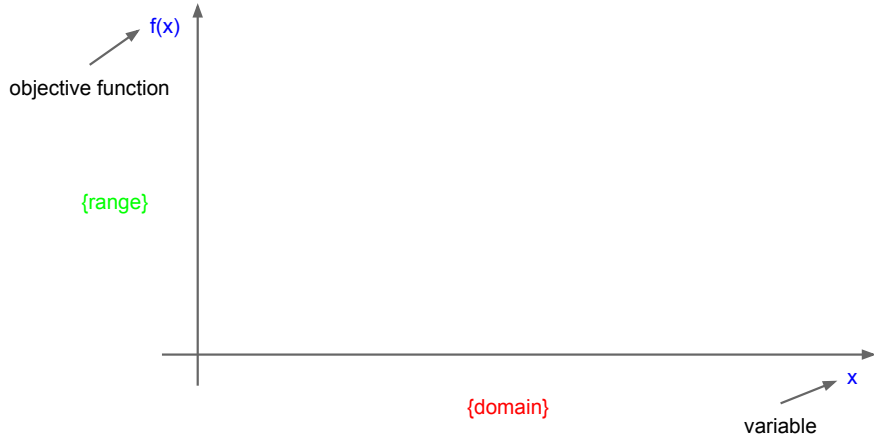 f(x)
objective function
{range}
x
{domain}
variable